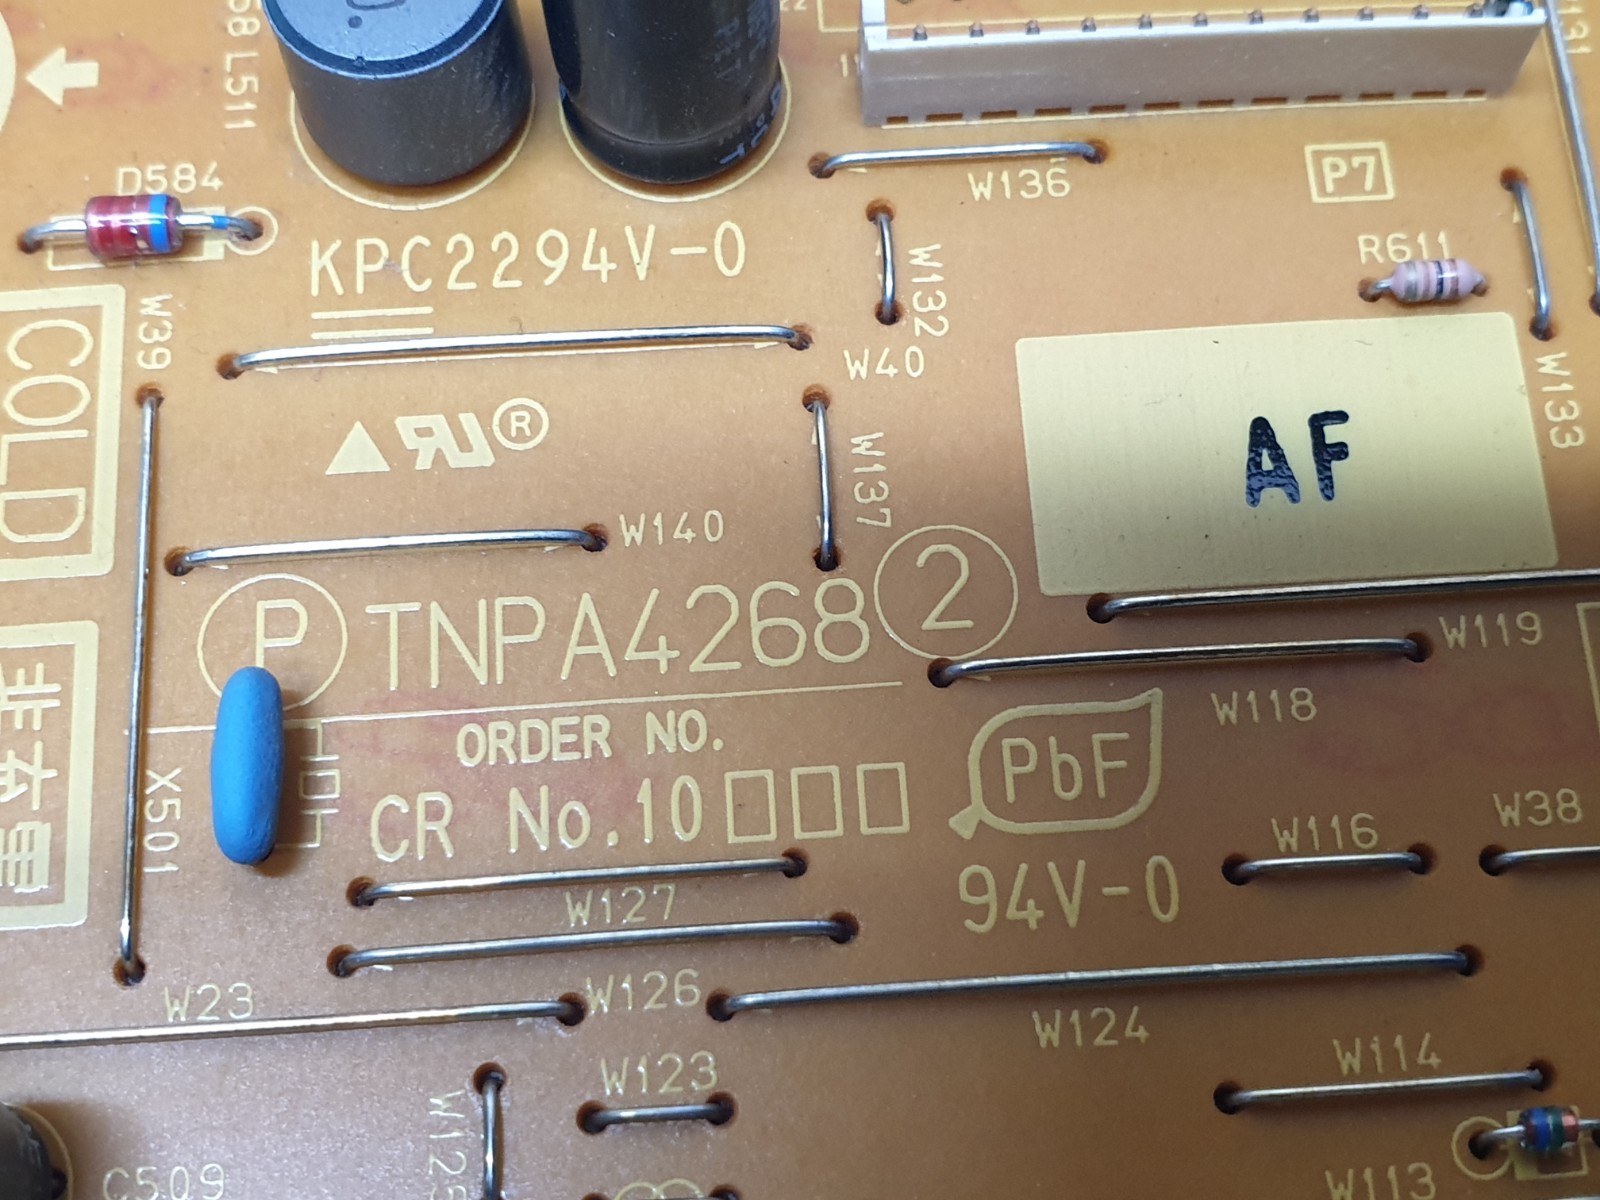 L511
D584
KPC2294V-0
W136
P7
W132
R611
W39
W40
COLD
AF
W133
W137
R
W140
P TNPA4268 2
W119
W118
ORDER NO.
CR No.10□□□
PbF
94V-0
X501
W116
W38
W127
W23
W126
W124
W123
W114
C509
W113